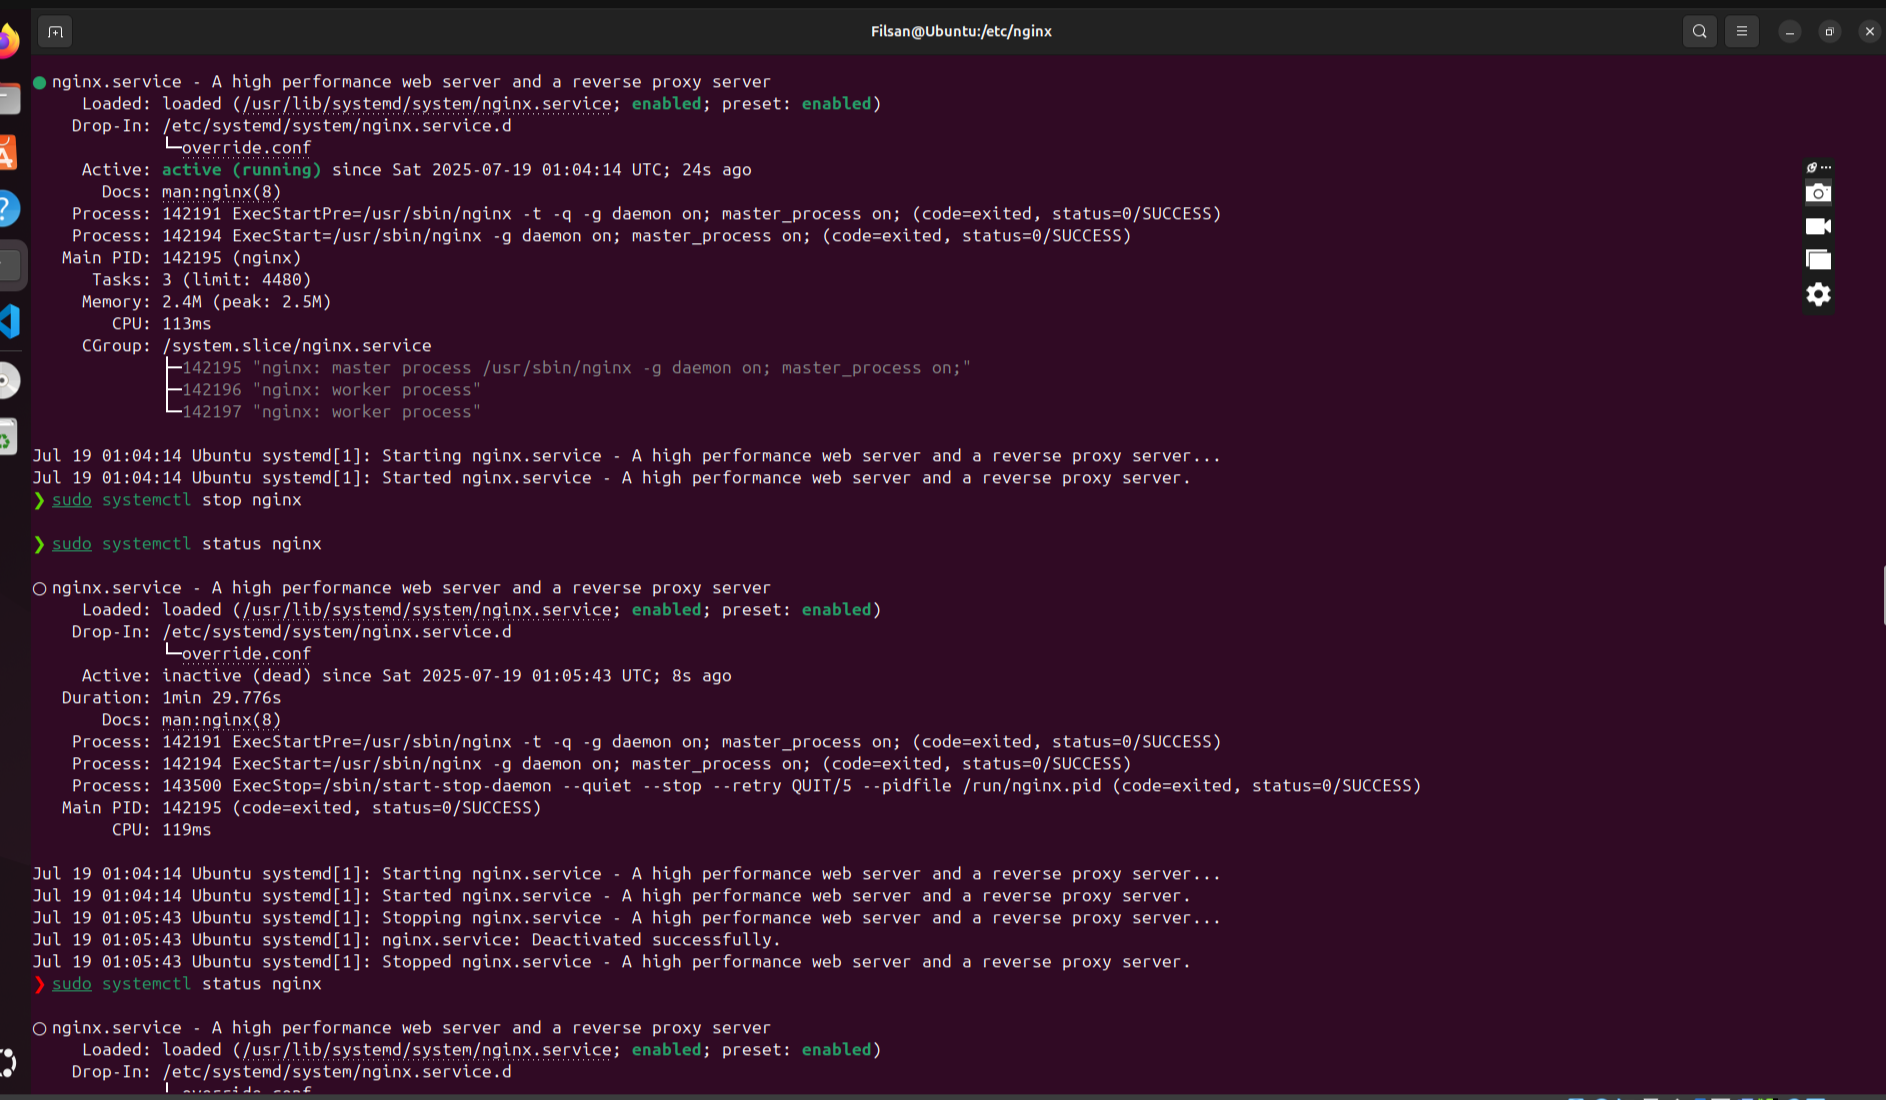 Filsan@Ubuntu:/etc/nginx
nginx.service - A high performance web server and a reverse proxy server
Loaded: loaded (/usr/lib/systemd/system/nginx.service; enabled; preset: enabled)
Drop-In: /etc/systemd/system/nginx.service.d
└─override.conf
Active: active (running) since Sat 2025-07-19 01:04:14 UTC; 24s ago
Docs: man:nginx(8)
Process: 142191 ExecStartPre=/usr/sbin/nginx -t -q -g daemon on; master_process on; (code=exited, status=0/SUCCESS)
Process: 142194 ExecStart=/usr/sbin/nginx -g daemon on; master_process on; (code=exited, status=0/SUCCESS)
Main PID: 142195 (nginx)
Tasks: 3 (limit: 4480)
Memory: 2.4M (peak: 2.5M)
CPU: 113ms
CGroup: /system.slice/nginx.service
├─142195 "nginx: master process /usr/sbin/nginx -g daemon on; master_process on;"
├─142196 "nginx: worker process"
└─142197 "nginx: worker process"
Jul 19 01:04:14 Ubuntu systemd[1]: Starting nginx.service - A high performance web server and a reverse proxy server...
Jul 19 01:04:14 Ubuntu systemd[1]: Started nginx.service - A high performance web server and a reverse proxy server.
❯ sudo systemctl stop nginx
❯ sudo systemctl status nginx
○ nginx.service - A high performance web server and a reverse proxy server
Loaded: loaded (/usr/lib/systemd/system/nginx.service; enabled; preset: enabled)
Drop-In: /etc/systemd/system/nginx.service.d
└─override.conf
Active: inactive (dead) since Sat 2025-07-19 01:05:43 UTC; 8s ago
Duration: 1min 29.776s
Docs: man:nginx(8)
Process: 142191 ExecStartPre=/usr/sbin/nginx -t -q -g daemon on; master_process on; (code=exited, status=0/SUCCESS)
Process: 142194 ExecStart=/usr/sbin/nginx -g daemon on; master_process on; (code=exited, status=0/SUCCESS)
Process: 143500 ExecStop=/sbin/start-stop-daemon --quiet --stop --retry QUIT/5 --pidfile /run/nginx.pid (code=exited, status=0/SUCCESS)
Main PID: 142195 (code=exited, status=0/SUCCESS)
CPU: 119ms
Jul 19 01:04:14 Ubuntu systemd[1]: Starting nginx.service - A high performance web server and a reverse proxy server...
Jul 19 01:04:14 Ubuntu systemd[1]: Started nginx.service - A high performance web server and a reverse proxy server.
Jul 19 01:05:43 Ubuntu systemd[1]: Stopping nginx.service - A high performance web server and a reverse proxy server...
Jul 19 01:05:43 Ubuntu systemd[1]: nginx.service: Deactivated successfully.
Jul 19 01:05:43 Ubuntu systemd[1]: Stopped nginx.service - A high performance web server and a reverse proxy server.
❯ sudo systemctl status nginx
○ nginx.service - A high performance web server and a reverse proxy server
Loaded: loaded (/usr/lib/systemd/system/nginx.service; enabled; preset: enabled)
Drop-In: /etc/systemd/system/nginx.service.d